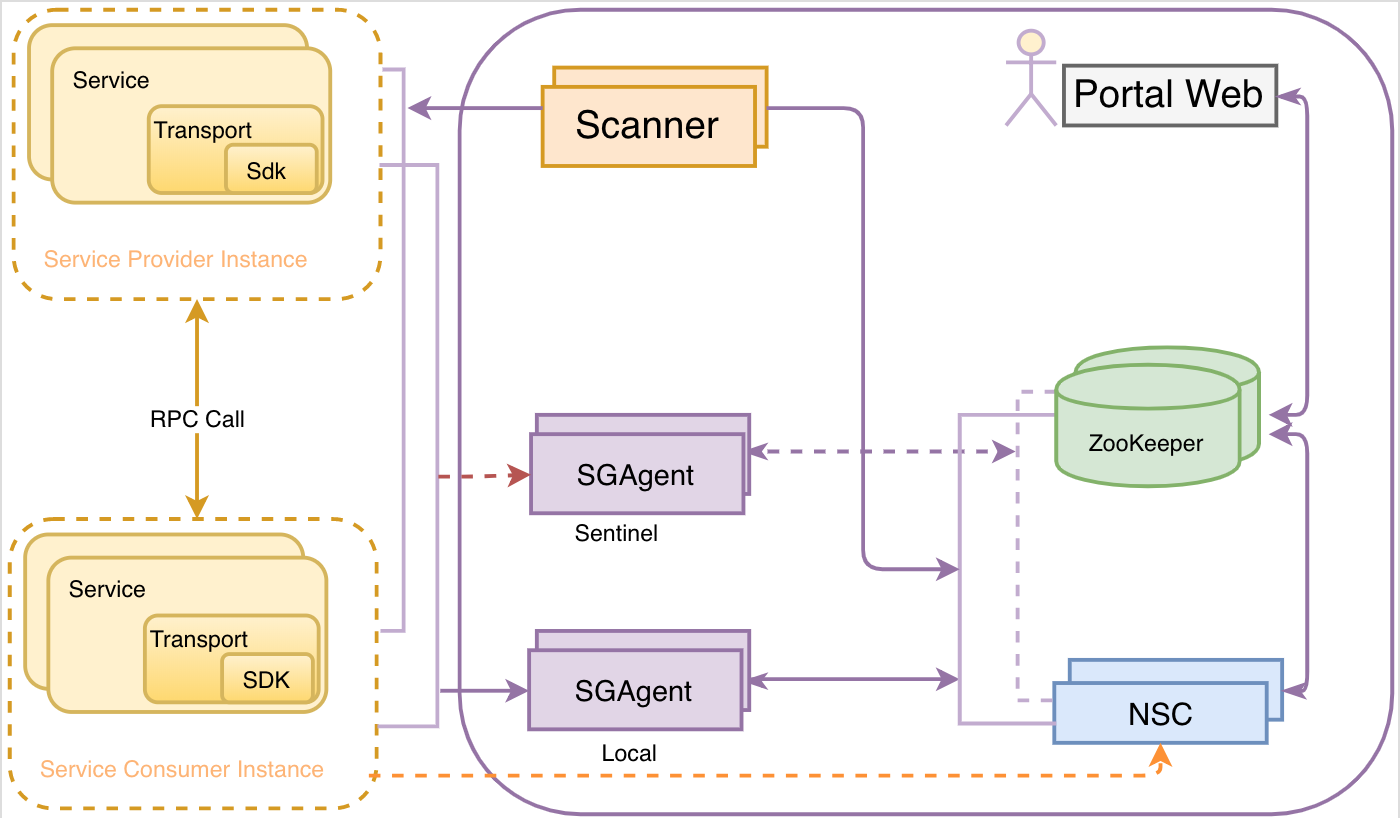 Service
Transport
Sdk
Service Provider Instance
RPC Call
Service
Transport
SDK
Service Consumer Instance
Scanner
Portal Web
SGAgent
Sentinel
ZooKeeper
SGAgent
Local
NSC